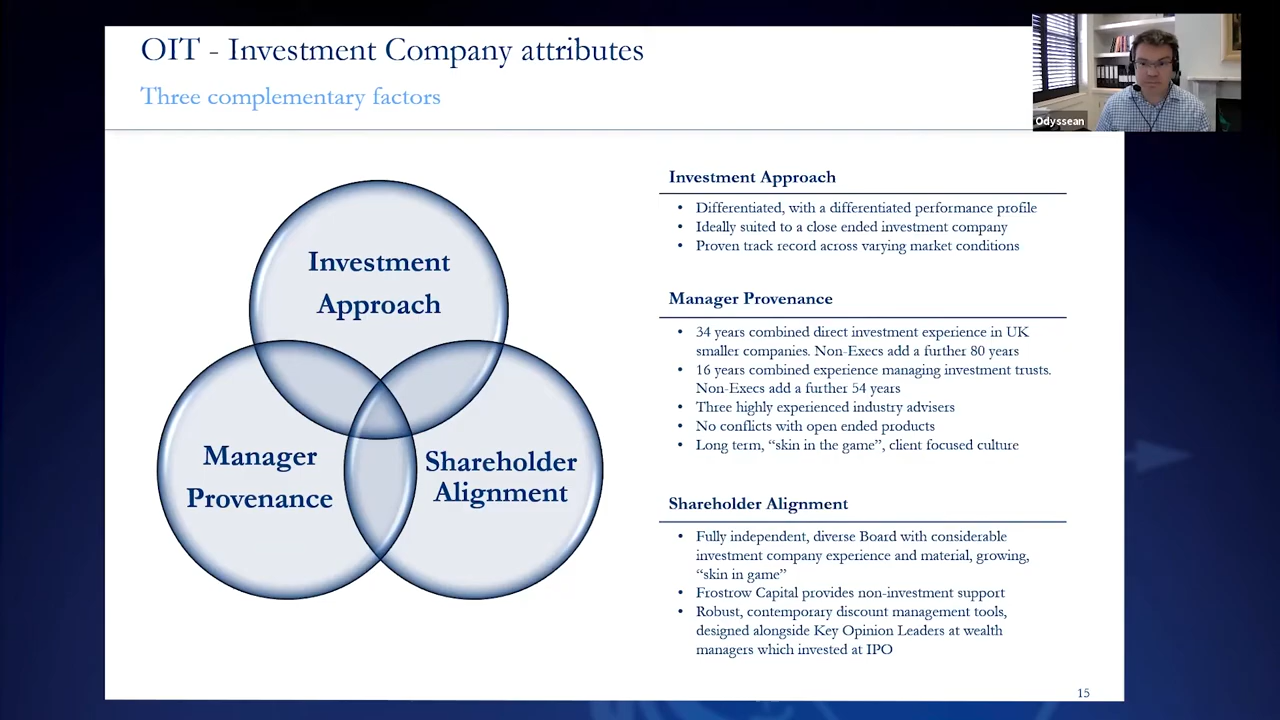 OIT - Investment Company attributes
Three complementary factors
Odyssean
Investment
Approach
Manager
Provenance
Shareholder
Alignment
Investment Approach
• Differentiated, with a differentiated performance profile
• Ideally suited to a close ended investment company
• Proven track record across varying market conditions
Manager Provenance
• 34 years combined direct investment experience in UK
smaller companies. Non-Execs add a further 80 years
• 16 years combined experience managing investment trusts.
Non-Execs add a further 54 years
• Three highly experienced industry advisers
• No conflicts with open ended products
• Long term, “skin in the game”, client focused culture
Shareholder Alignment
• Fully independent, diverse Board with considerable
investment company experience and material, growing,
“skin in game”
• Frostrow Capital provides non-investment support
• Robust, contemporary discount management tools,
designed alongside Key Opinion Leaders at wealth
managers which invested at IPO
15